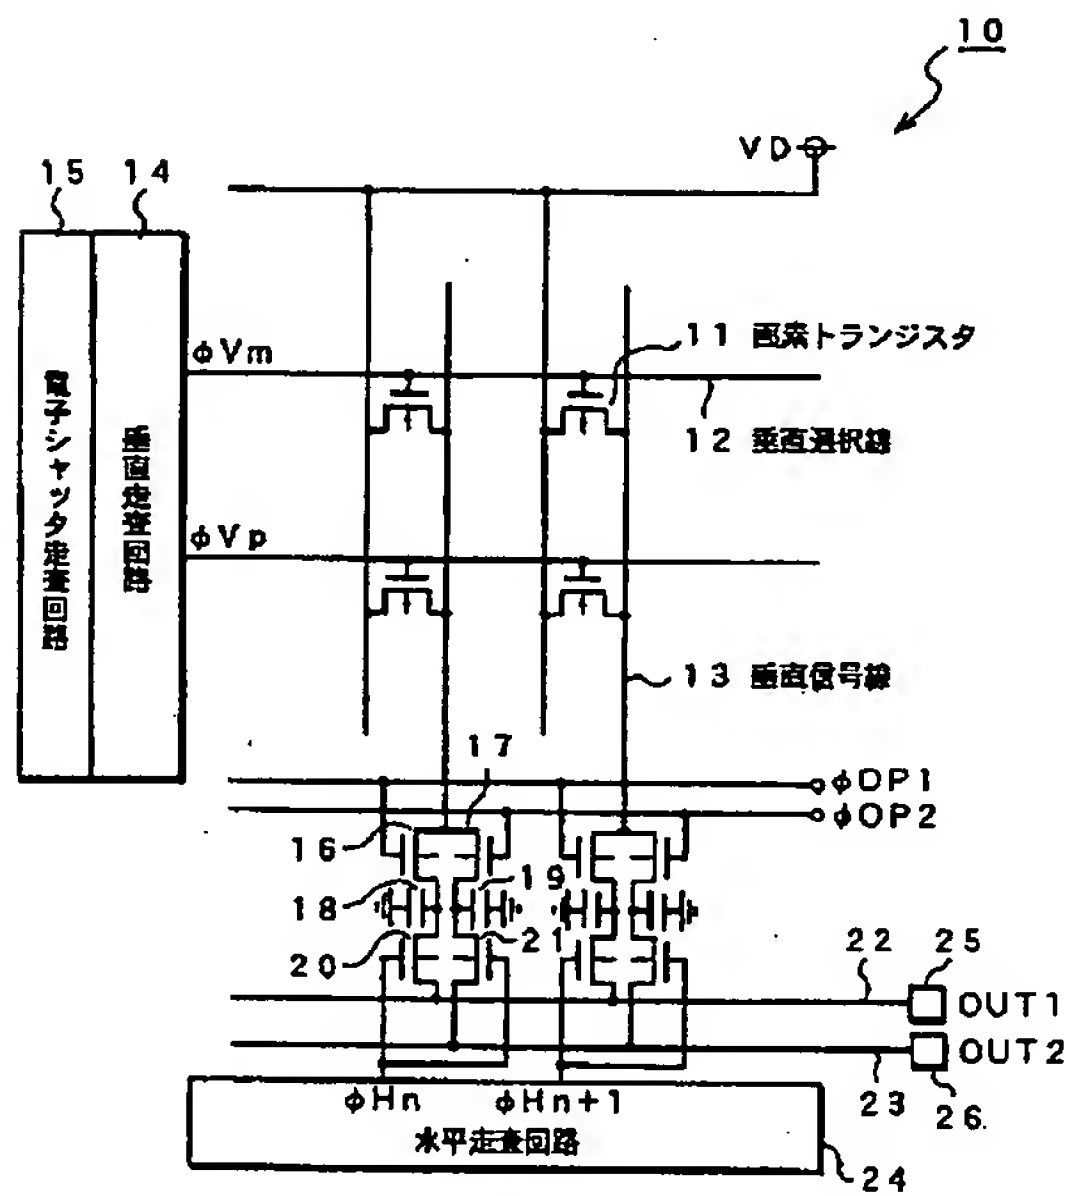 10
VD
15 14
11 画素トランジスタ
φVm
12 垂直選択線
電子シャッタ走査回路
垂直走査回路
φVp
13 垂直信号線
17
φOP1
φOP2
16
19
18
21
20
22
25
OUT1
OUT2
23
26
φHn φHn+1
水平走査回路
24